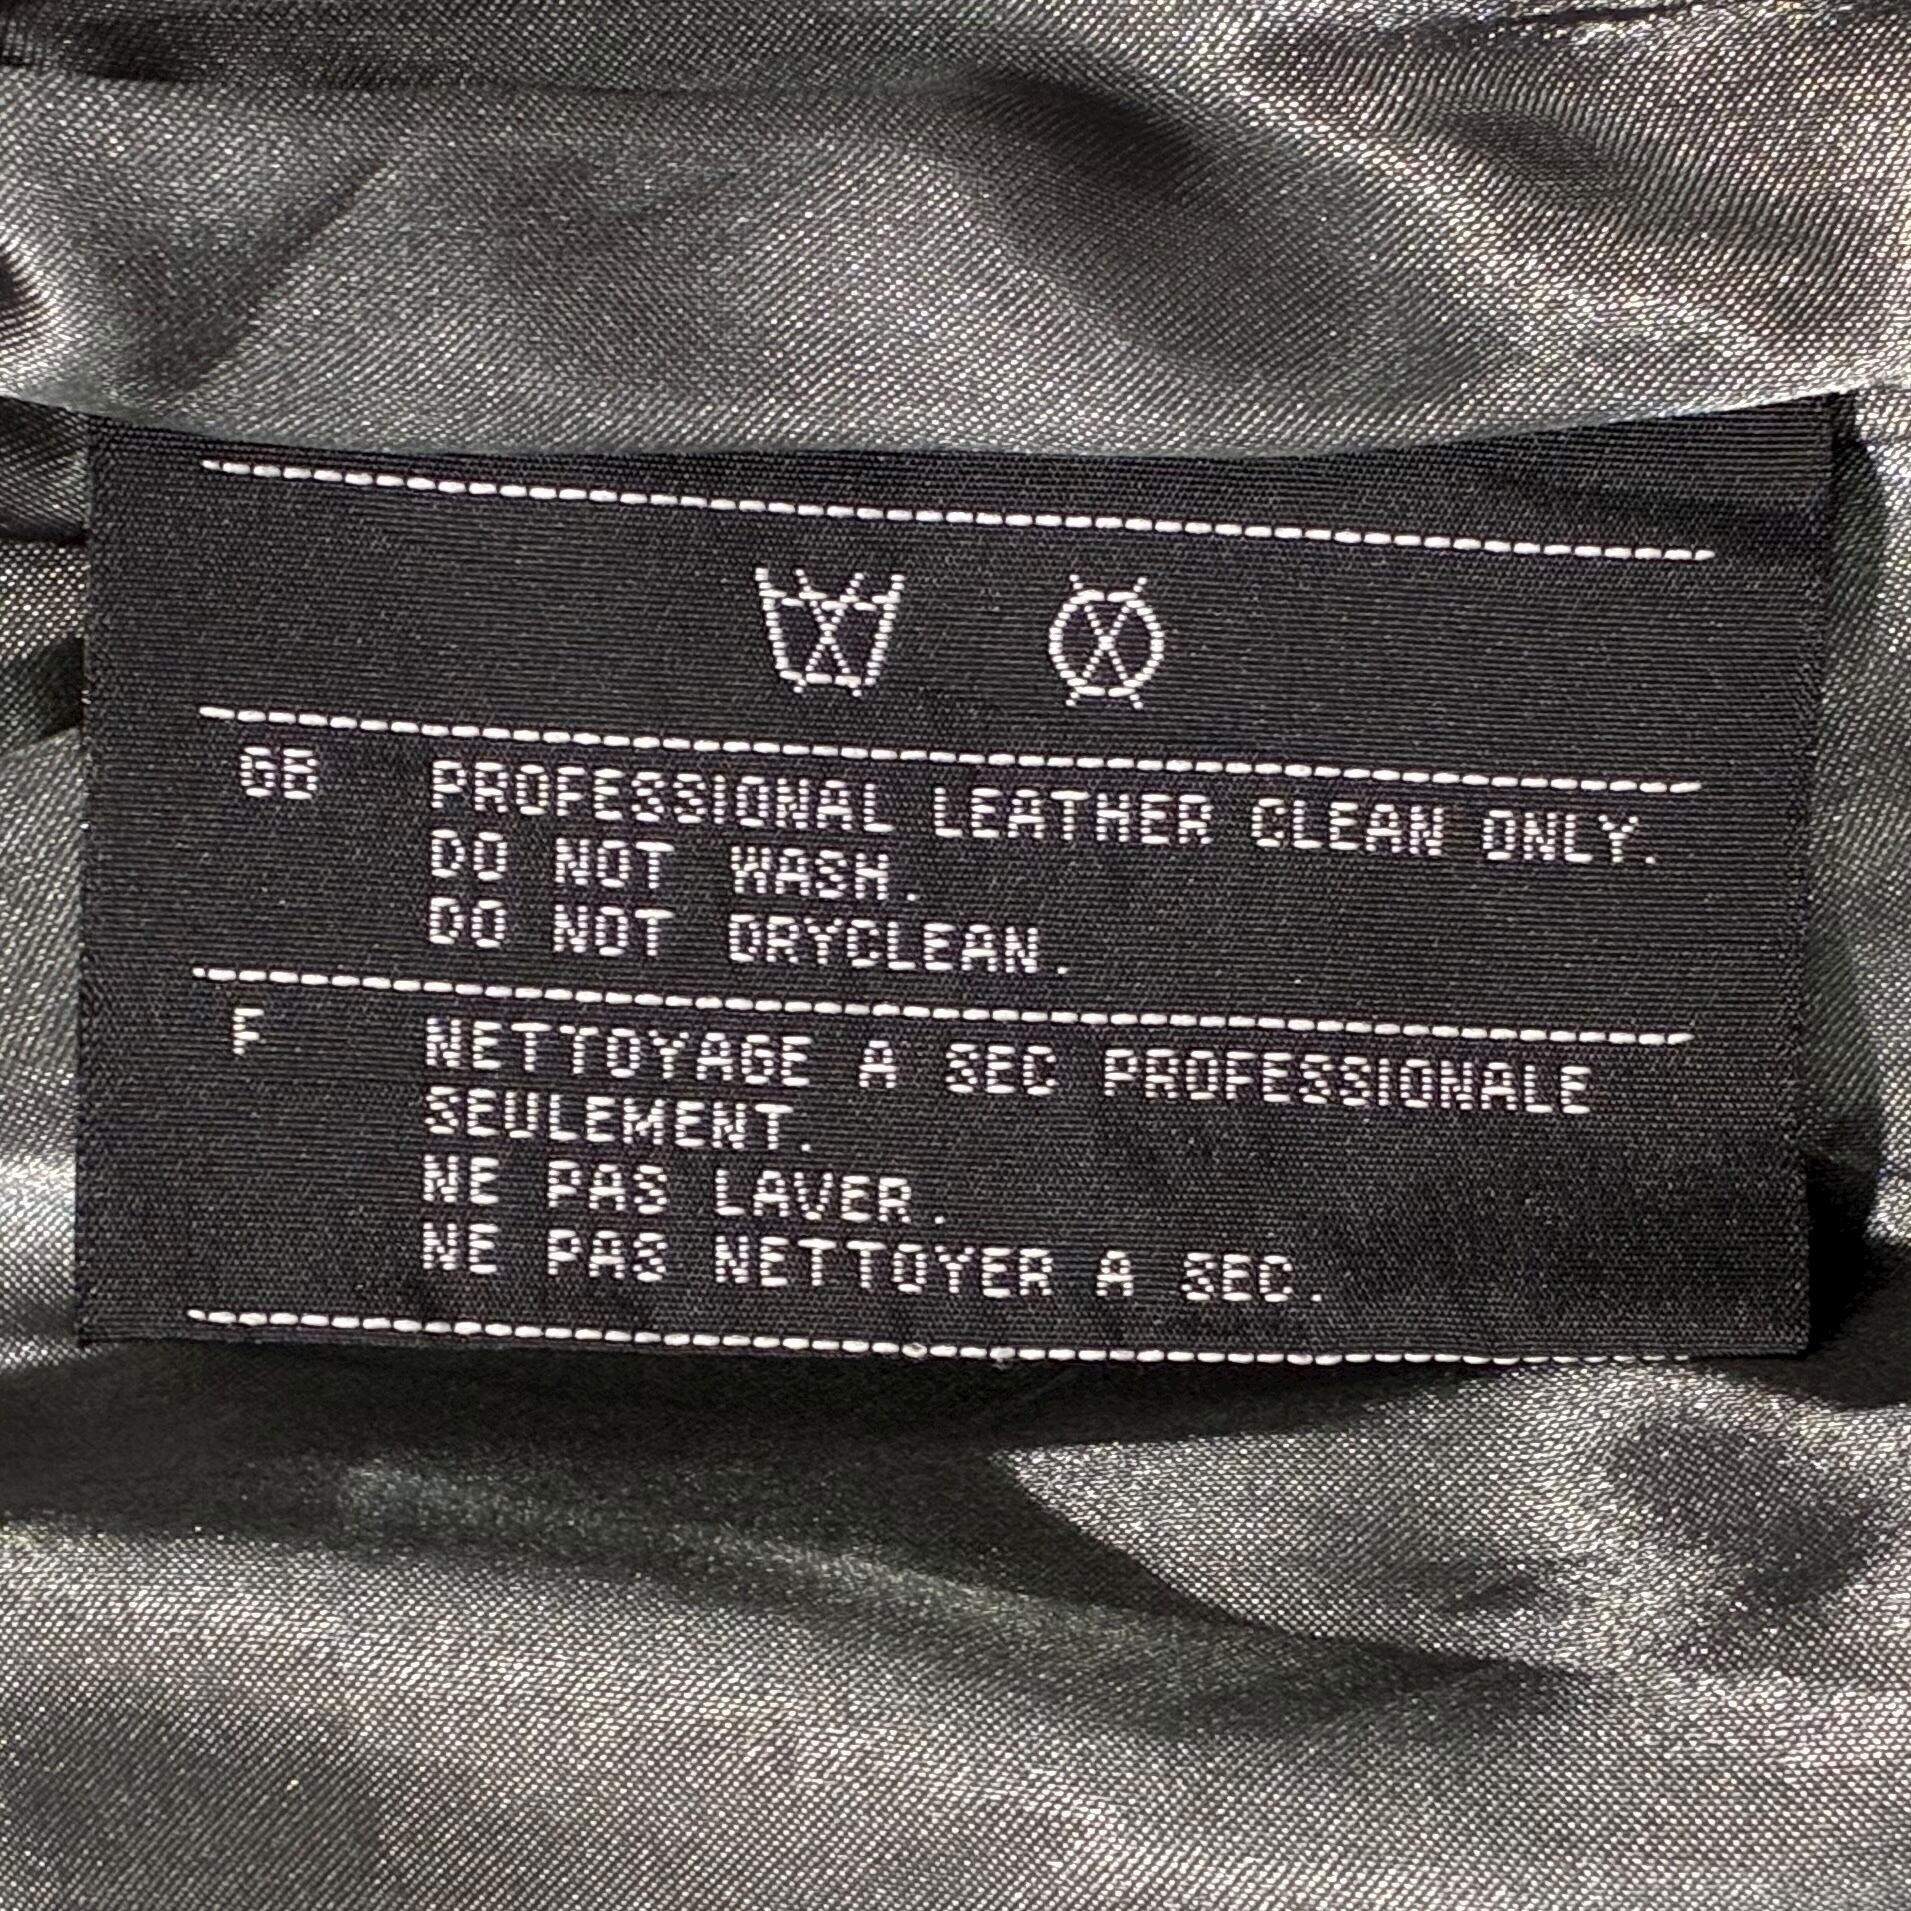 GB PROFESSIONAL LEATHER CLEAN ONLY.
DO NOT WASH.
DO NOT DRYCLEAN.
F NETTOYAGE A SEC PROFESSIONALE
SEULEMENT.
NE PAS LAVER.
NE PAS NETTOYER A SEC.